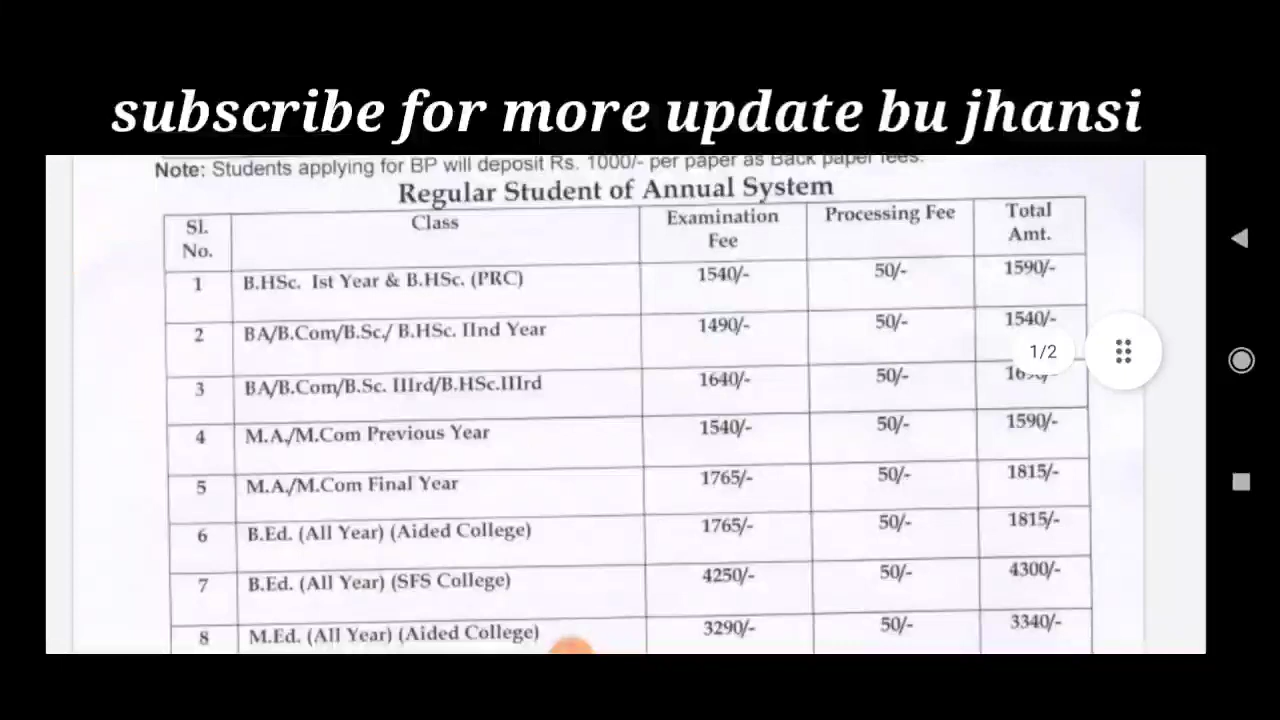 subscribe for more update bu jhansi
Note: Students applying for BP will deposit Rs. 1000/- per paper as Back paper fees.
Regular Student of Annual System
Sl. No. Class Examination Fee Processing Fee Total Amt.
1 B.HSc. Ist Year & B.HSc. (PRC) 1540/- 50/- 1590/-
2 BA/B.Com/B.Sc./ B.HSc. IInd Year 1490/- 50/- 1540/-
1/2
3 BA/B.Com/B.Sc. IIIrd/B.HSc.IIIrd 1640/- 50/-
4 M.A./M.Com Previous Year 1540/- 50/- 1590/-
5 M.A./M.Com Final Year 1765/- 50/- 1815/-
6 B.Ed. (All Year) (Aided College) 1765/- 50/- 1815/-
7 B.Ed. (All Year) (SFS College) 4250/- 50/- 4300/-
8 M.Ed. (All Year) (Aided College) 3290/- 50/- 3340/-